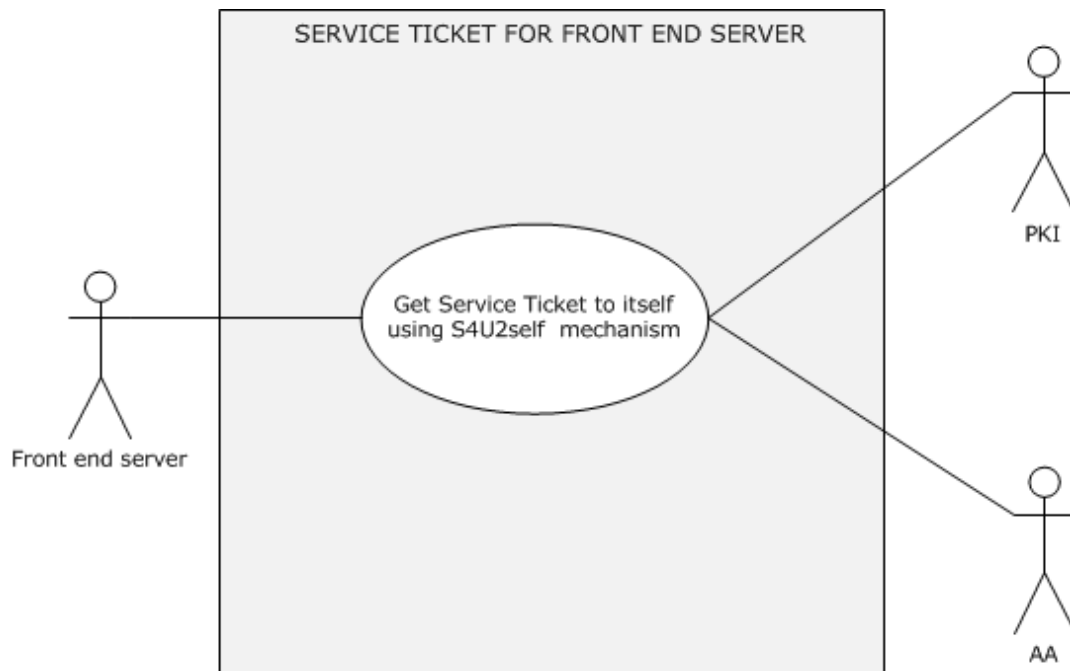 SERVICE TICKET FOR FRONT END SERVER
PKI
Get Service Ticket to itself
using S4U2self mechanism
Front end server
AA